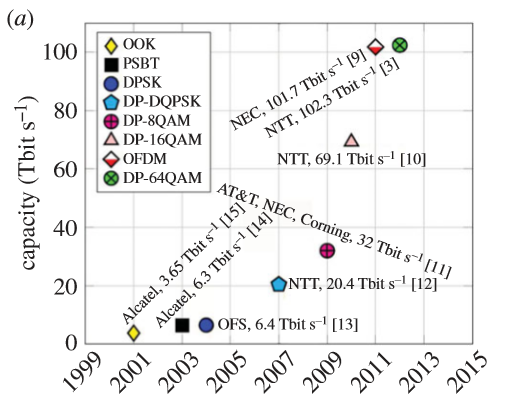 (a)
100
80
60
40
20
0
capacity (Tbit s⁻¹)
OOK
PSBT
DPSK
DP-DQPSK
DP-8QAM
DP-16QAM
OFDM
DP-64QAM
NEC, 101.7 Tbit s⁻¹ [9]
NTT, 102.3 Tbit s⁻¹ [3]
NTT, 69.1 Tbit s⁻¹ [10]
AT&T, NEC, Corning, 32 Tbit s⁻¹ [11]
Alcatel, 3.65 Tbit s⁻¹ [15]
Alcatel, 6.3 Tbit s⁻¹ [14]
NTT, 20.4 Tbit s⁻¹ [12]
OFS, 6.4 Tbit s⁻¹ [13]
1999 2001 2003 2005 2007 2009 2011 2013 2015